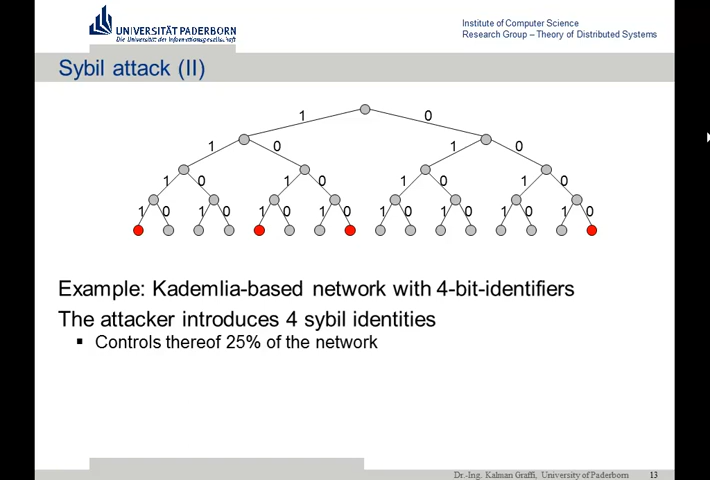 UNIVERSITÄT PADERBORN
Die Universität der Informationsgesellschaft
Institute of Computer Science
Research Group – Theory of Distributed Systems
Sybil attack (II)
1 0
1 0 1 0
1 0 1 0 1 0 1 0
1 0 1 0 1 0 1 0 1 0 1 0 1 0 1 0
Example: Kademlia-based network with 4-bit-identifiers
The attacker introduces 4 sybil identities
▪ Controls thereof 25% of the network
Dr.-Ing. Kalman Graffi, University of Paderborn 13